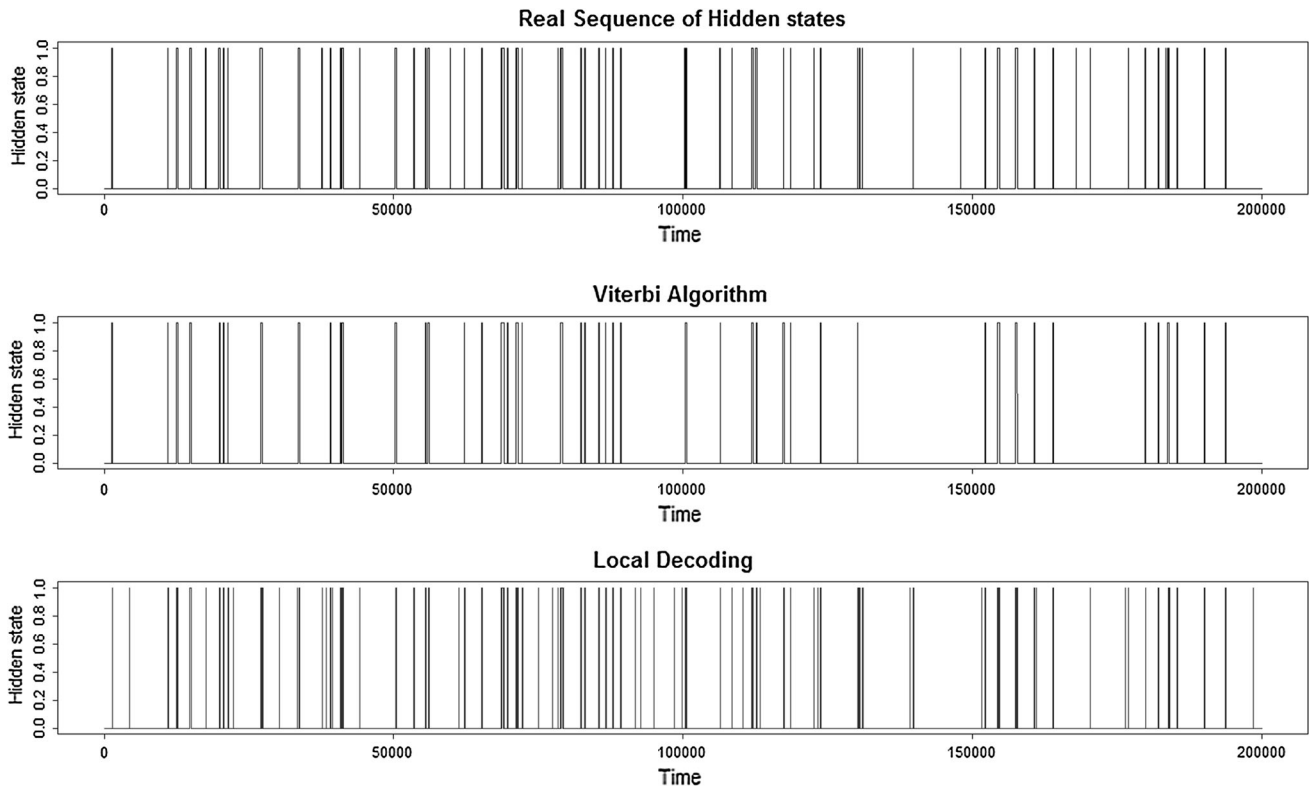 Real Sequence of Hidden states
Hidden state
0.0 0.2 0.4 0.6 0.8 1.0
0 50000 100000 150000 200000
Time
Viterbi Algorithm
Hidden state
0.0 0.2 0.4 0.6 0.8 1.0
0 50000 100000 150000 200000
Time
Local Decoding
Hidden state
0.0 0.2 0.4 0.6 0.8 1.0
0 50000 100000 150000 200000
Time